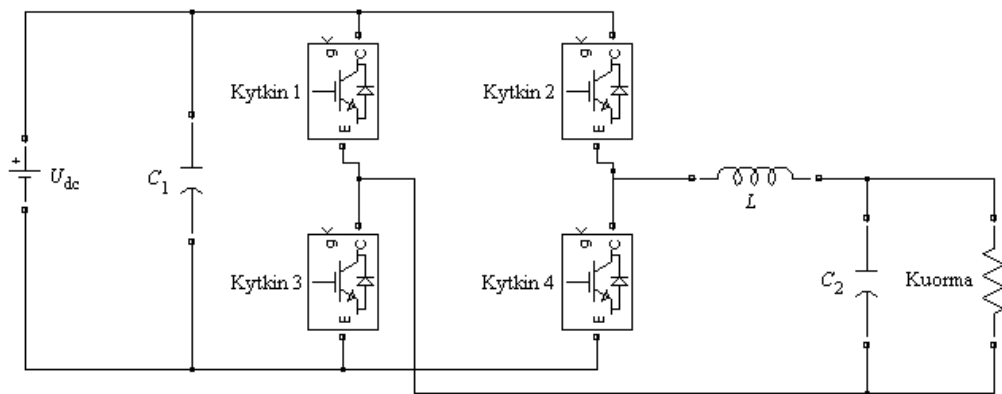 g C
Kytkin 1
E
g C
Kytkin 2
E
+
U_dc
C_1
L
g C
Kytkin 3
E
g C
Kytkin 4
E
C_2
Kuorma